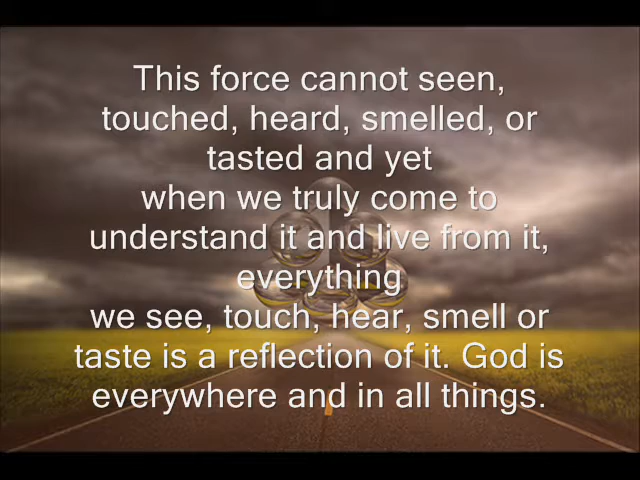 This force cannot seen,
touched, heard, smelled, or
tasted and yet
when we truly come to
understand it and live from it,
everything
we see, touch, hear, smell or
taste is a reflection of it. God is
everywhere and in all things.